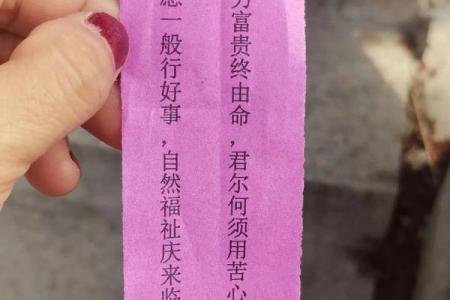 富贵终由命，君尔何须用苦心
一般行好事，自然福祉庆来临